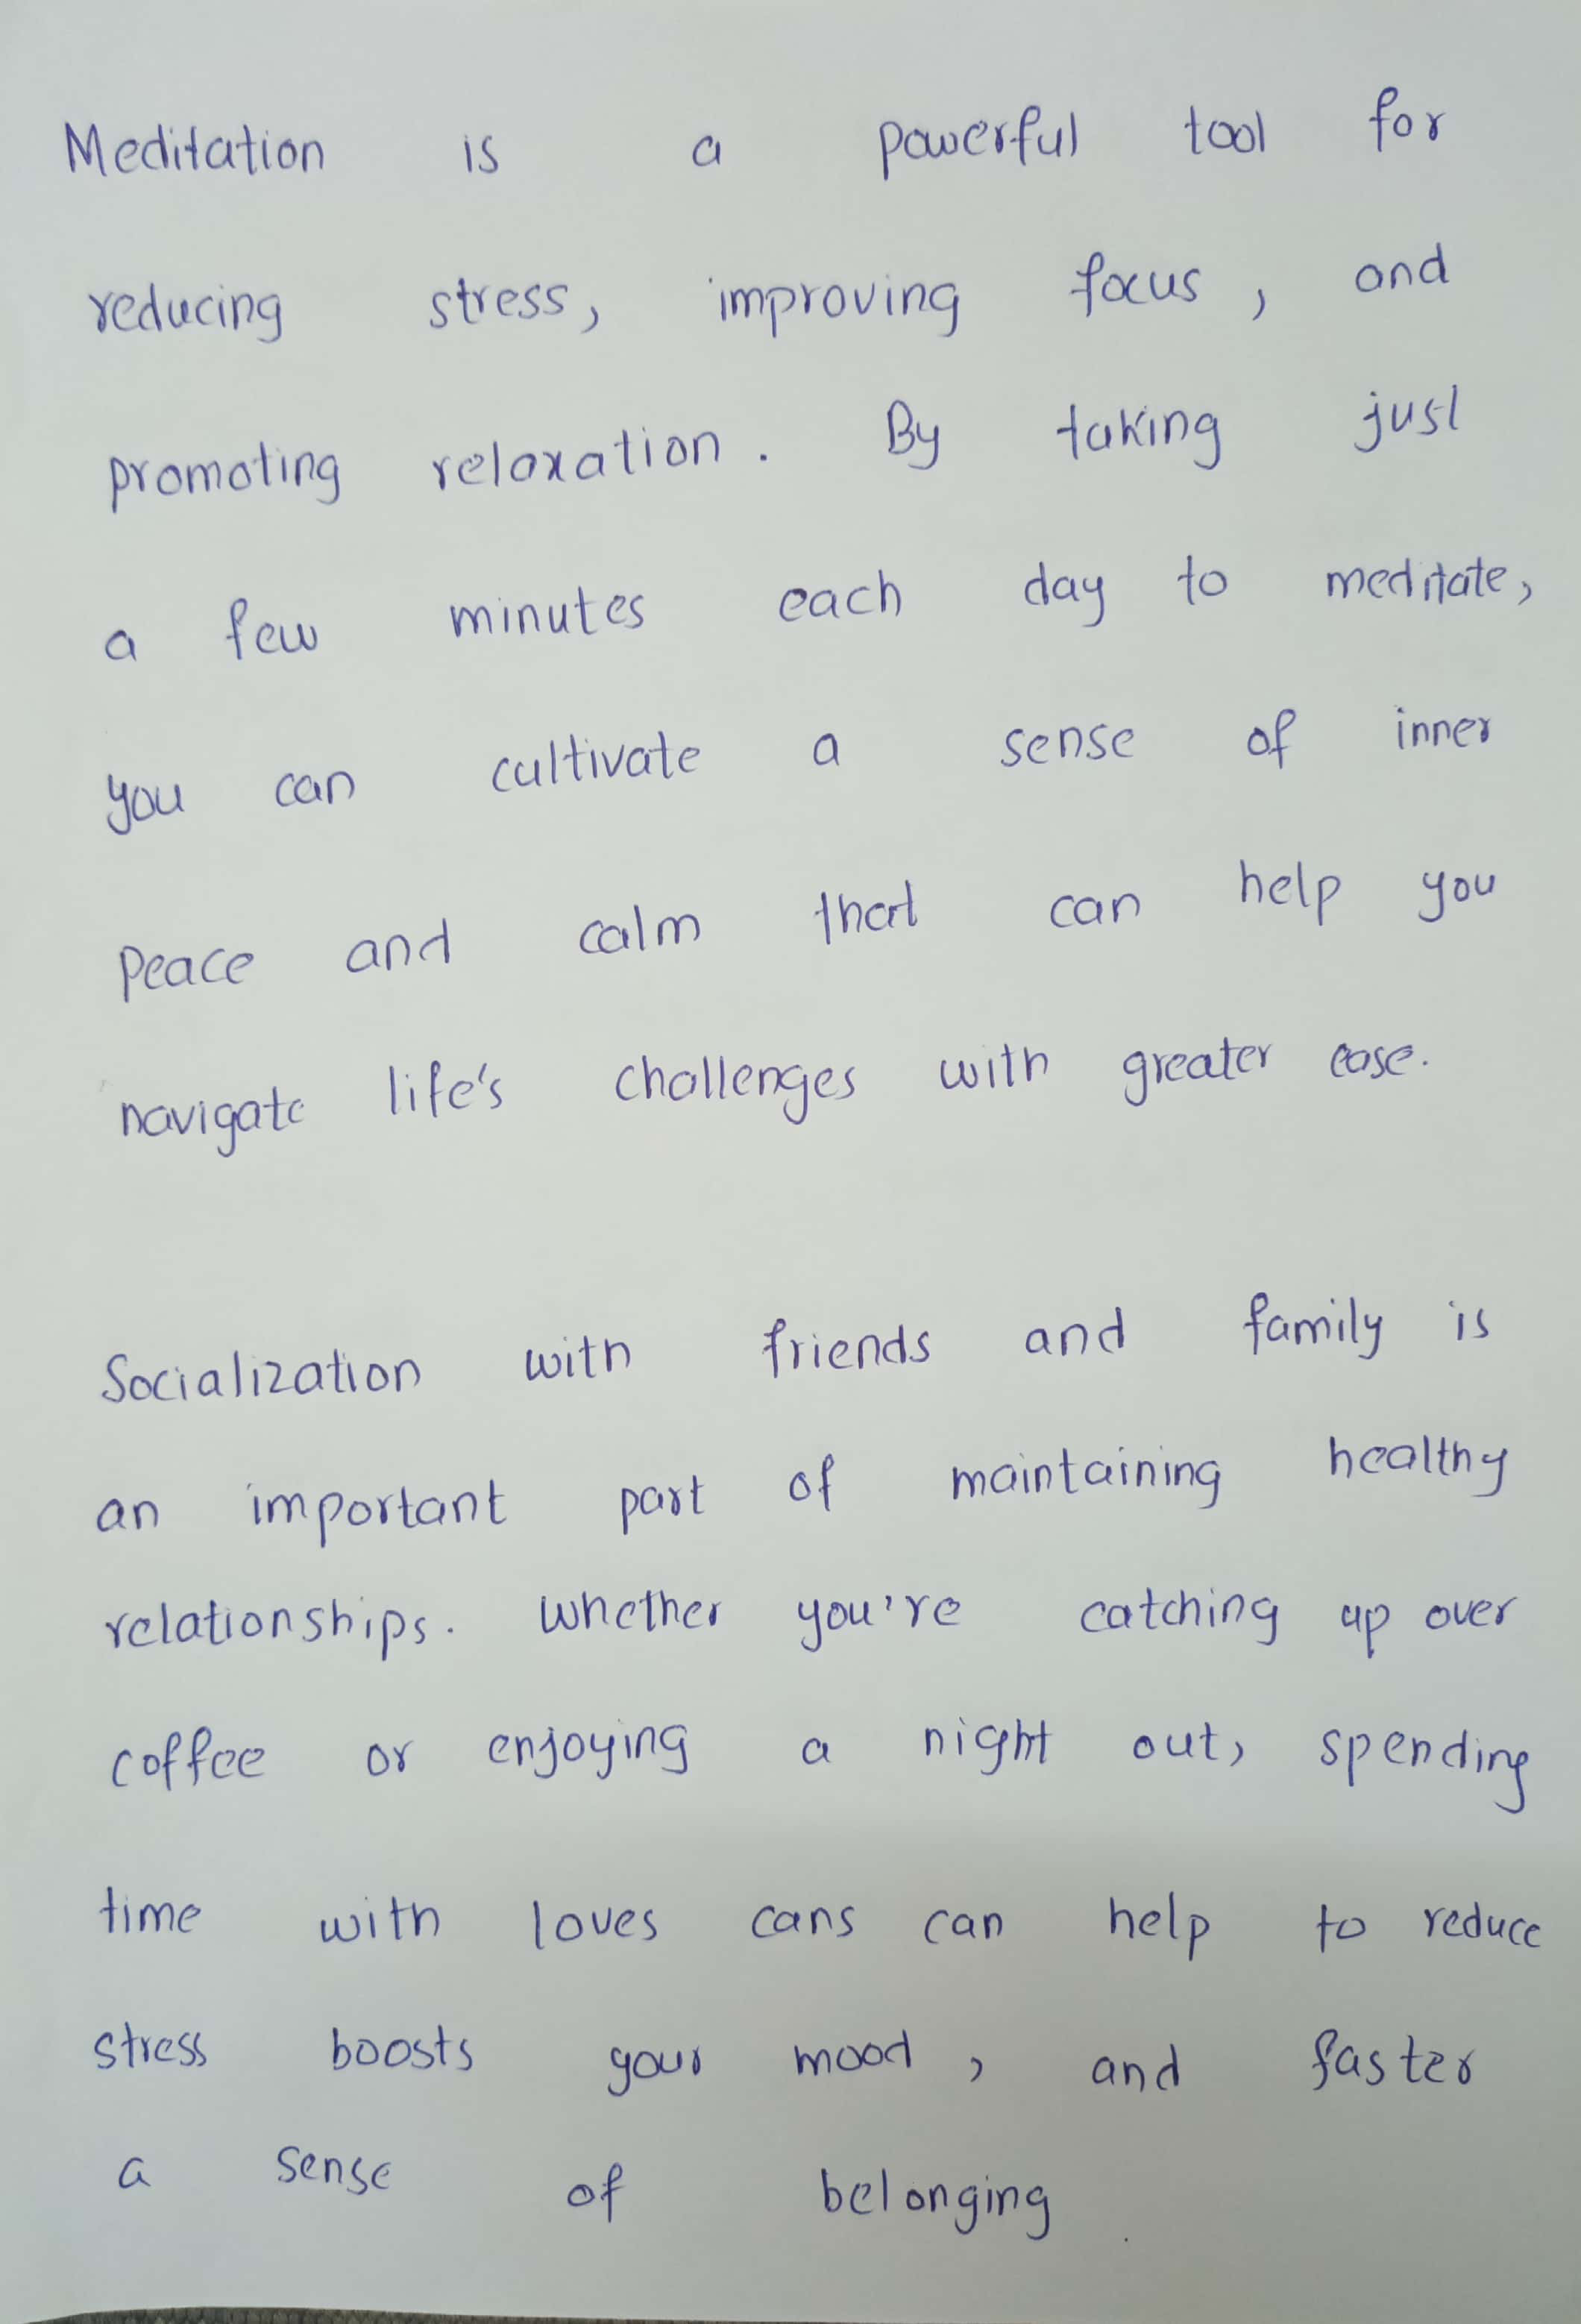 Meditation is a powerful tool for
reducing stress, improving focus, and
promoting relaxation. By taking just
a few minutes each day to meditate,
you can cultivate a sense of inner
peace and calm that can help you
navigate life's challenges with greater ease.
Socialization with friends and family is
an important part of maintaining healthy
relationships. Whether you're catching up over
coffee or enjoying a night out, spending
time with loves cans can help to reduce
stress boosts your mood, and faster
a sense of belonging.